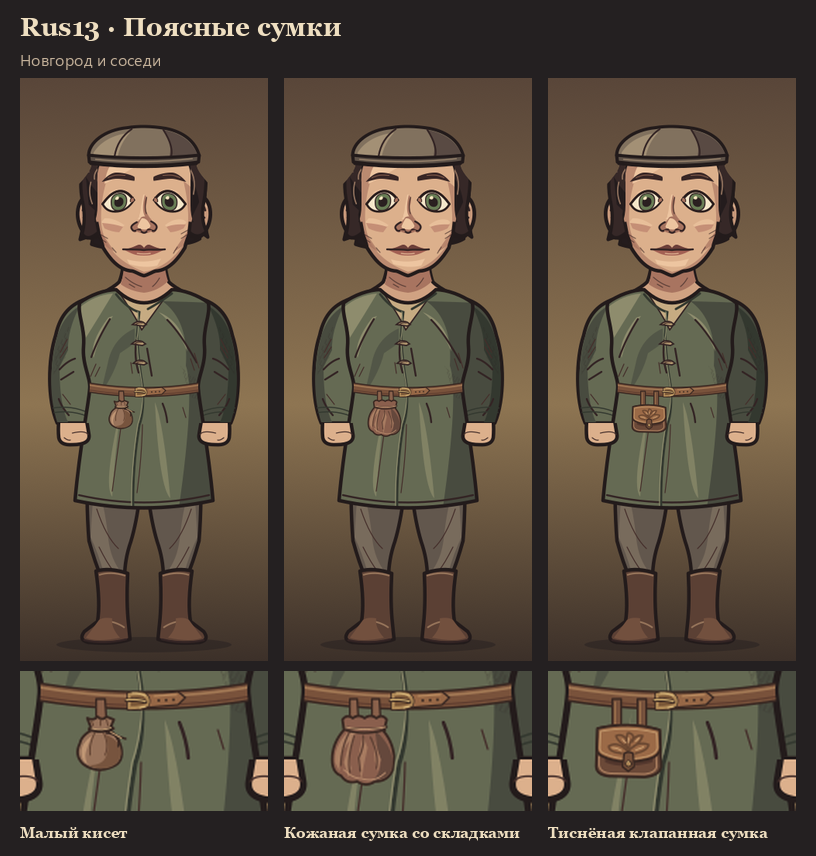 Rus13 · Поясные сумки
Новгород и соседи
Малый кисет
Кожаная сумка со складками
Тиснёная клапанная сумка